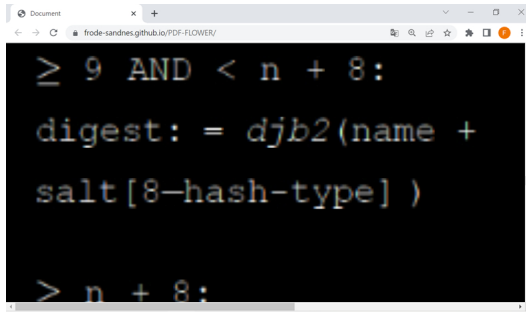 Document
frode-sandnes.github.io/PDF-FLOWER/
F
≥ 9 AND < n + 8:
digest: = djb2(name +
salt[8—hash-type] )
≥ n + 8: